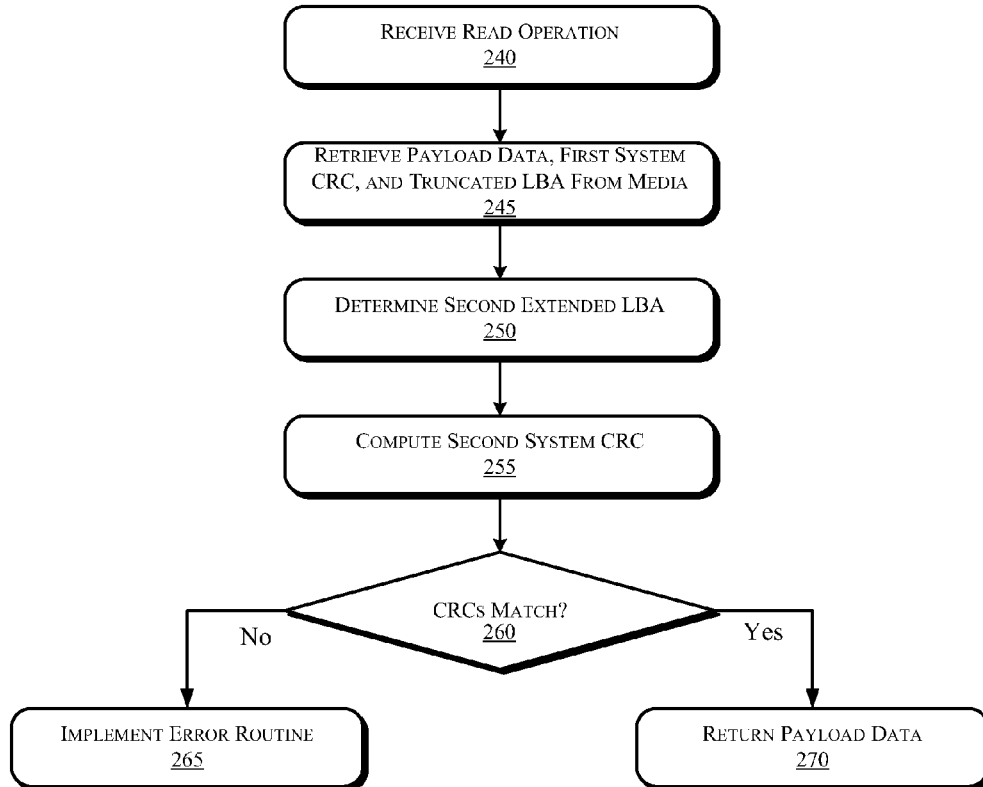 RECEIVE READ OPERATION
240
RETRIEVE PAYLOAD DATA, FIRST SYSTEM
CRC, AND TRUNCATED LBA FROM MEDIA
245
DETERMINE SECOND EXTENDED LBA
250
COMPUTE SECOND SYSTEM CRC
255
CRCS MATCH?
260
No
Yes
IMPLEMENT ERROR ROUTINE
265
RETURN PAYLOAD DATA
270